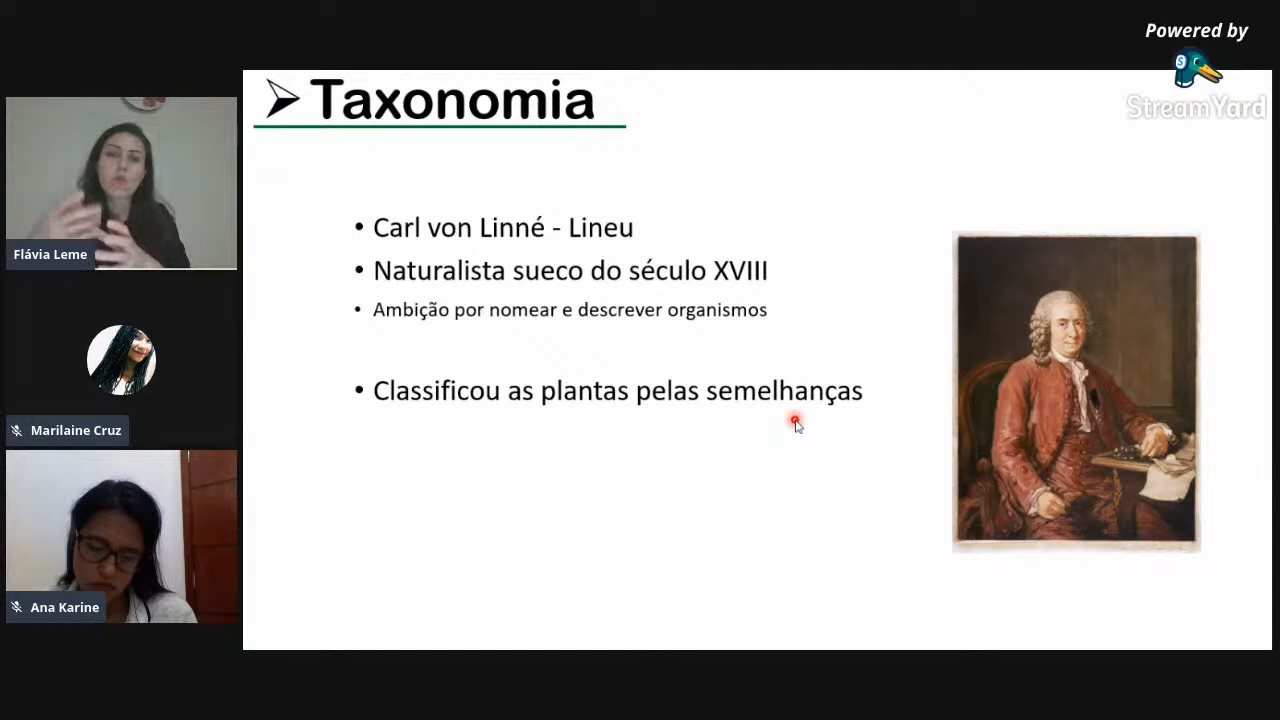 Powered by
StreamYard
Taxonomia
Flávia Leme
Marilaine Cruz
Ana Karine
• Carl von Linné - Lineu
• Naturalista sueco do século XVIII
• Ambição por nomear e descrever organismos
• Classificou as plantas pelas semelhanças